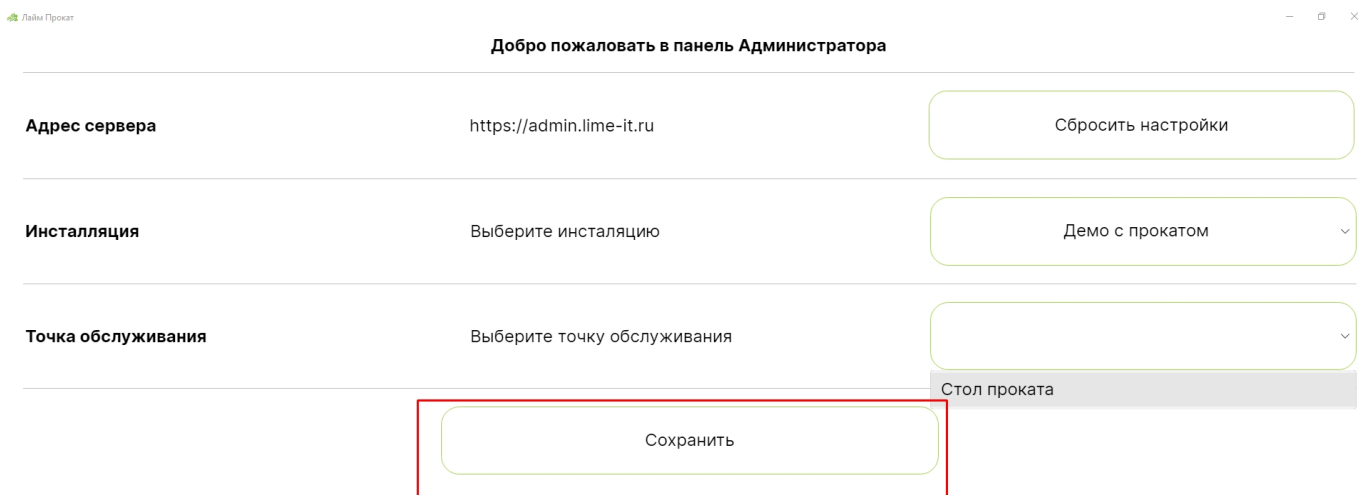 Лайм Прокат
Добро пожаловать в панель Администратора
Адрес сервера https://admin.lime-it.ru Сбросить настройки
Инсталляция Выберите инсталяцию Демо с прокатом
Точка обслуживания Выберите точку обслуживания
Стол проката
Сохранить